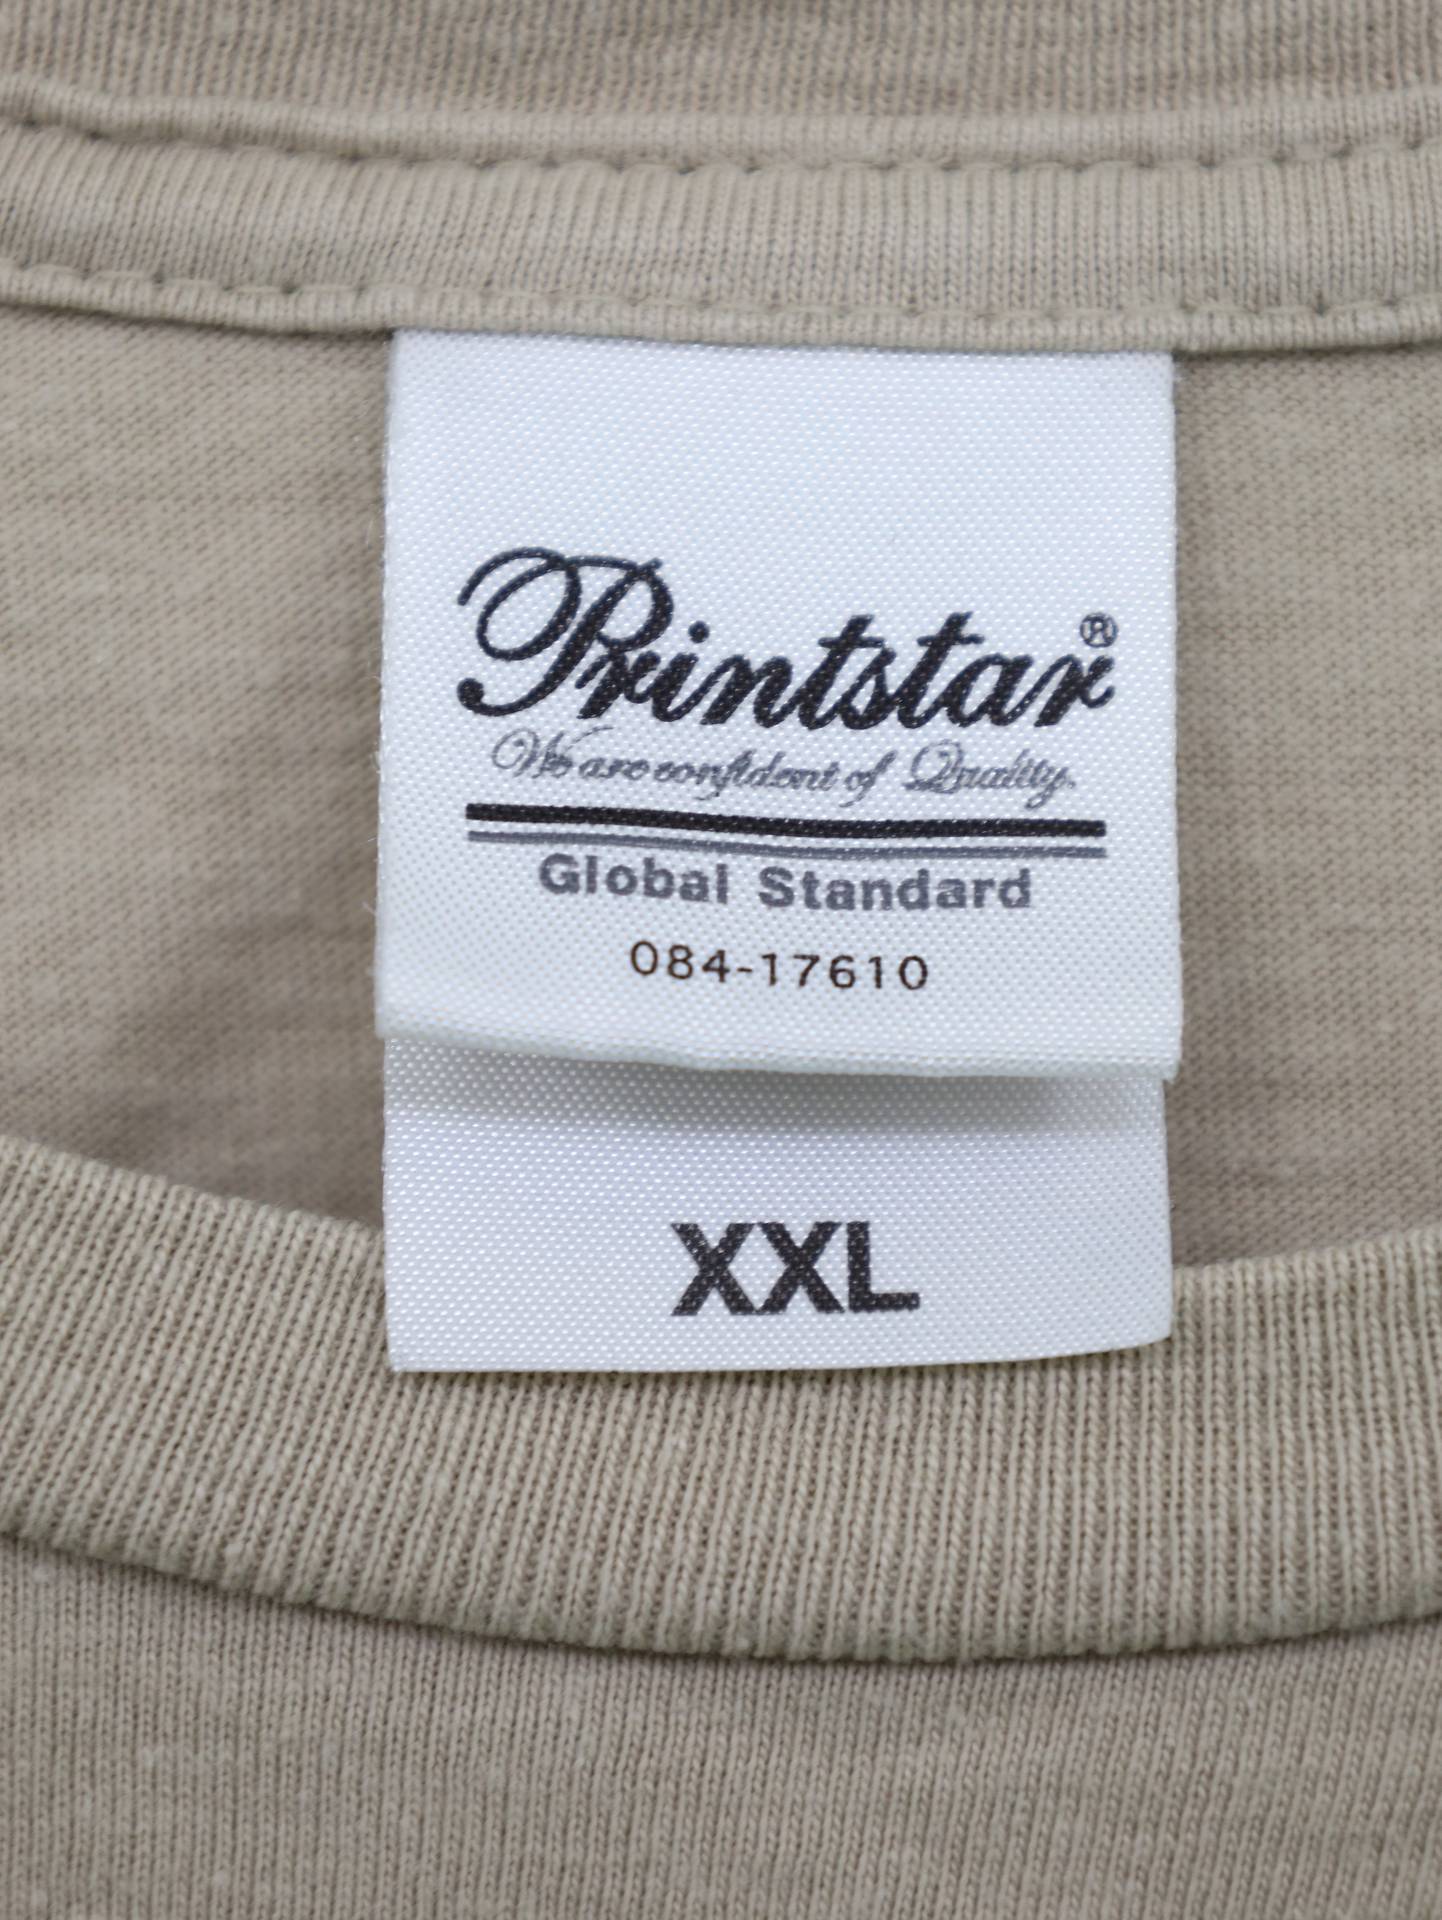 Printstar®
We are confident of Quality.
Global Standard
084-17610
XXL